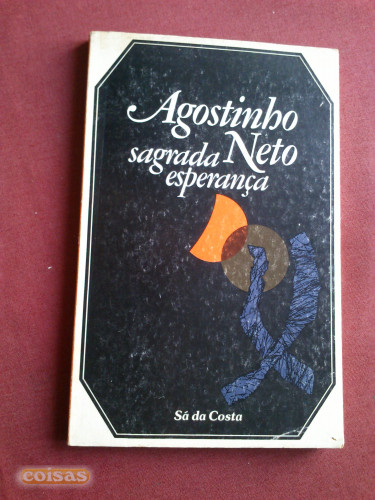 Agostinho
Neto
sagrada
esperança
Sá da Costa
coisas